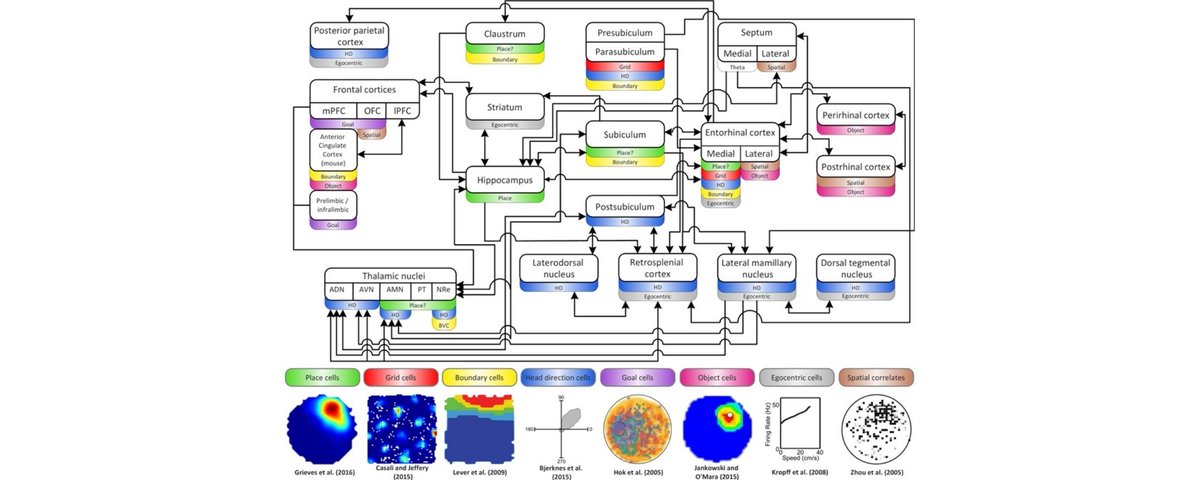 Posterior parietal
cortex
HD
Egocentric
Claustrum
Place?
Boundary
Presubiculum
Parasubiculum
Grid
HD
Boundary
Septum
Medial Lateral
Theta Spatial
Frontal cortices
mPFC OFC lPFC
Goal
Spatial
Anterior
Cingulate
Cortex
(mouse)
Boundary
Object
Prelimbic /
infralimbic
Goal
Striatum
Egocentric
Hippocampus
Place
Subiculum
Place?
Boundary
Entorhinal cortex
Medial Lateral
Place? Spatial
Grid Object
HD
Boundary
Egocentric
Perirhinal cortex
Object
Postrhinal cortex
Spatial
Object
Postsubiculum
HD
Laterodorsal
nucleus
HD
Retrosplenial
cortex
HD
Egocentric
Lateral mamillary
nucleus
HD
Egocentric
Dorsal tegmental
nucleus
HD
Egocentric
Thalamic nuclei
ADN AVN AMN PT NRe
HD Place?
HD HD
BVC
Place cells Grid cells Boundary cells Head direction cells Goal cells Object cells Egocentric cells Spatial correlates
90
180 0
270
Firing Rate (Hz)
50
0
0 40
Speed (cm/s)
Grieves et al. (2016)
Casali and Jeffery
(2015)
Lever et al. (2009)
Bjerknes et al.
(2015)
Hok et al. (2005)
Jankowski and
O'Mara (2015)
Kropff et al. (2008)
Zhou et al. (2005)